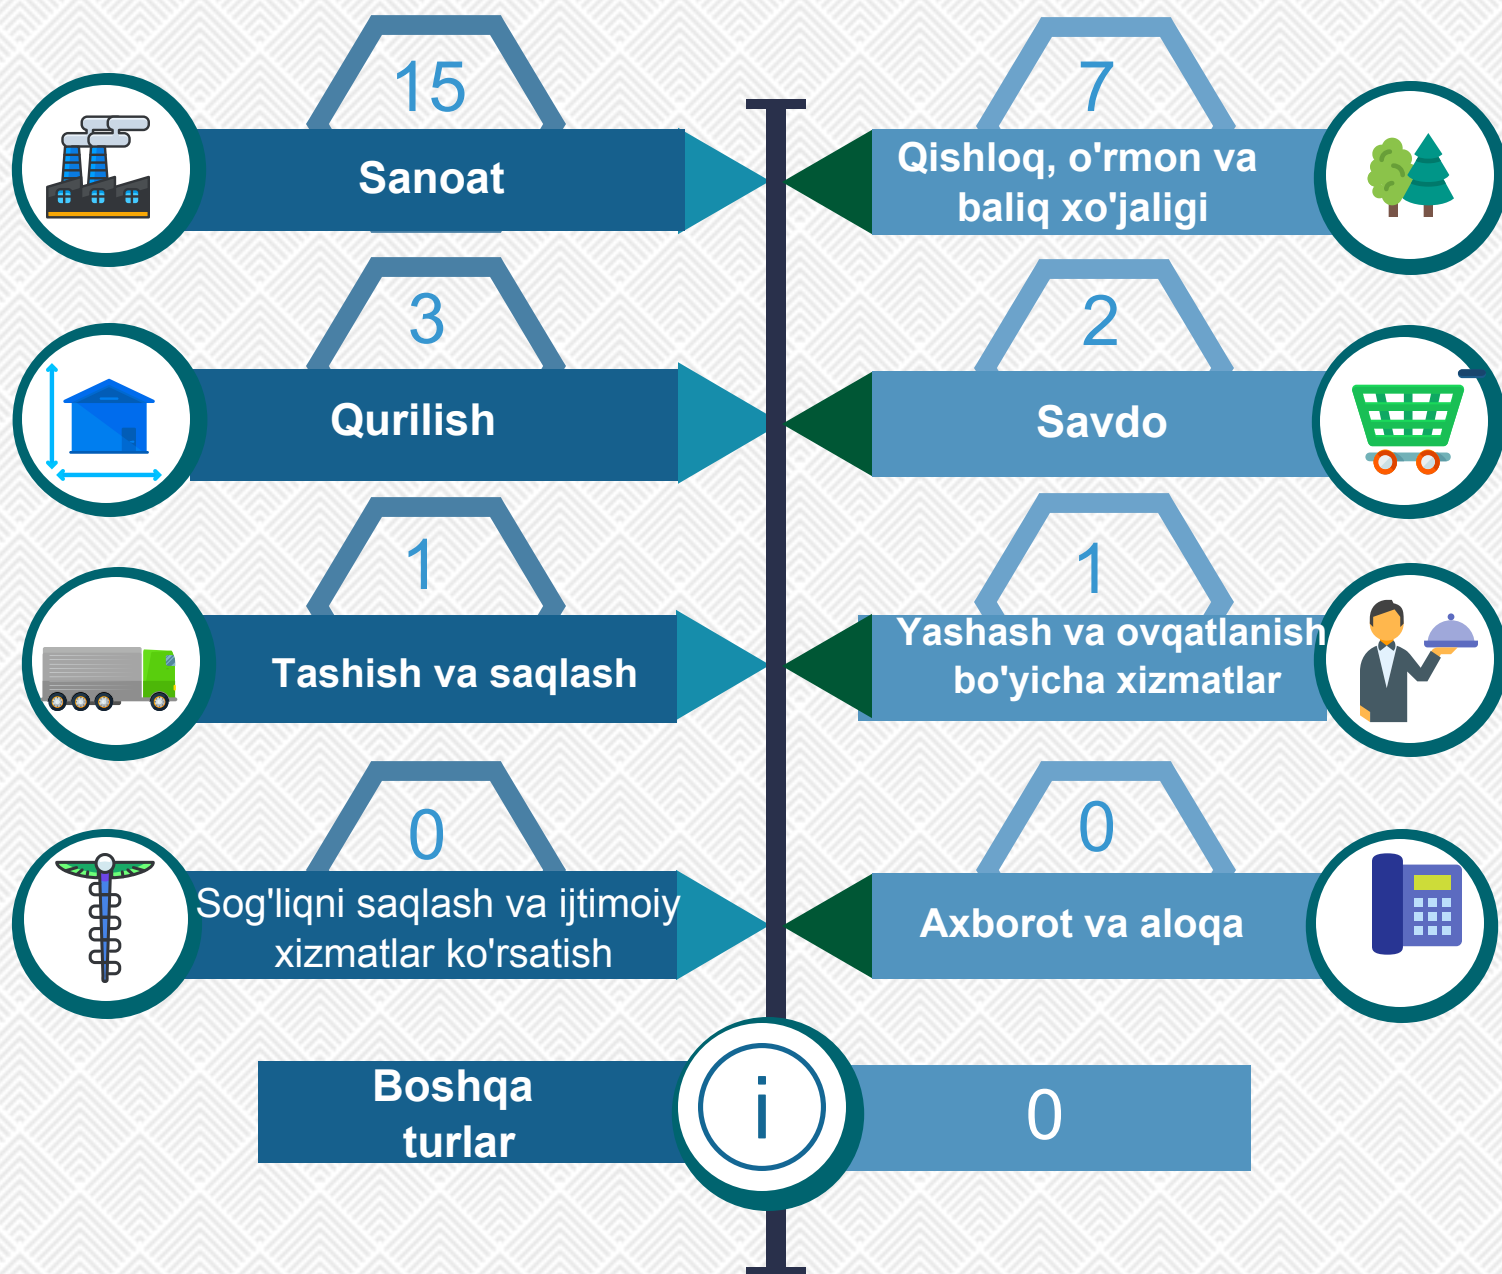 15
Sanoat
7
Qishloq, o'rmon va
baliq xo'jaligi
3
Qurilish
2
Savdo
1
Tashish va saqlash
1
Yashash va ovqatlanish
bo'yicha xizmatlar
0
Sog'liqni saqlash va ijtimoiy
xizmatlar ko'rsatish
0
Axborot va aloqa
Boshqa
turlar
i
0